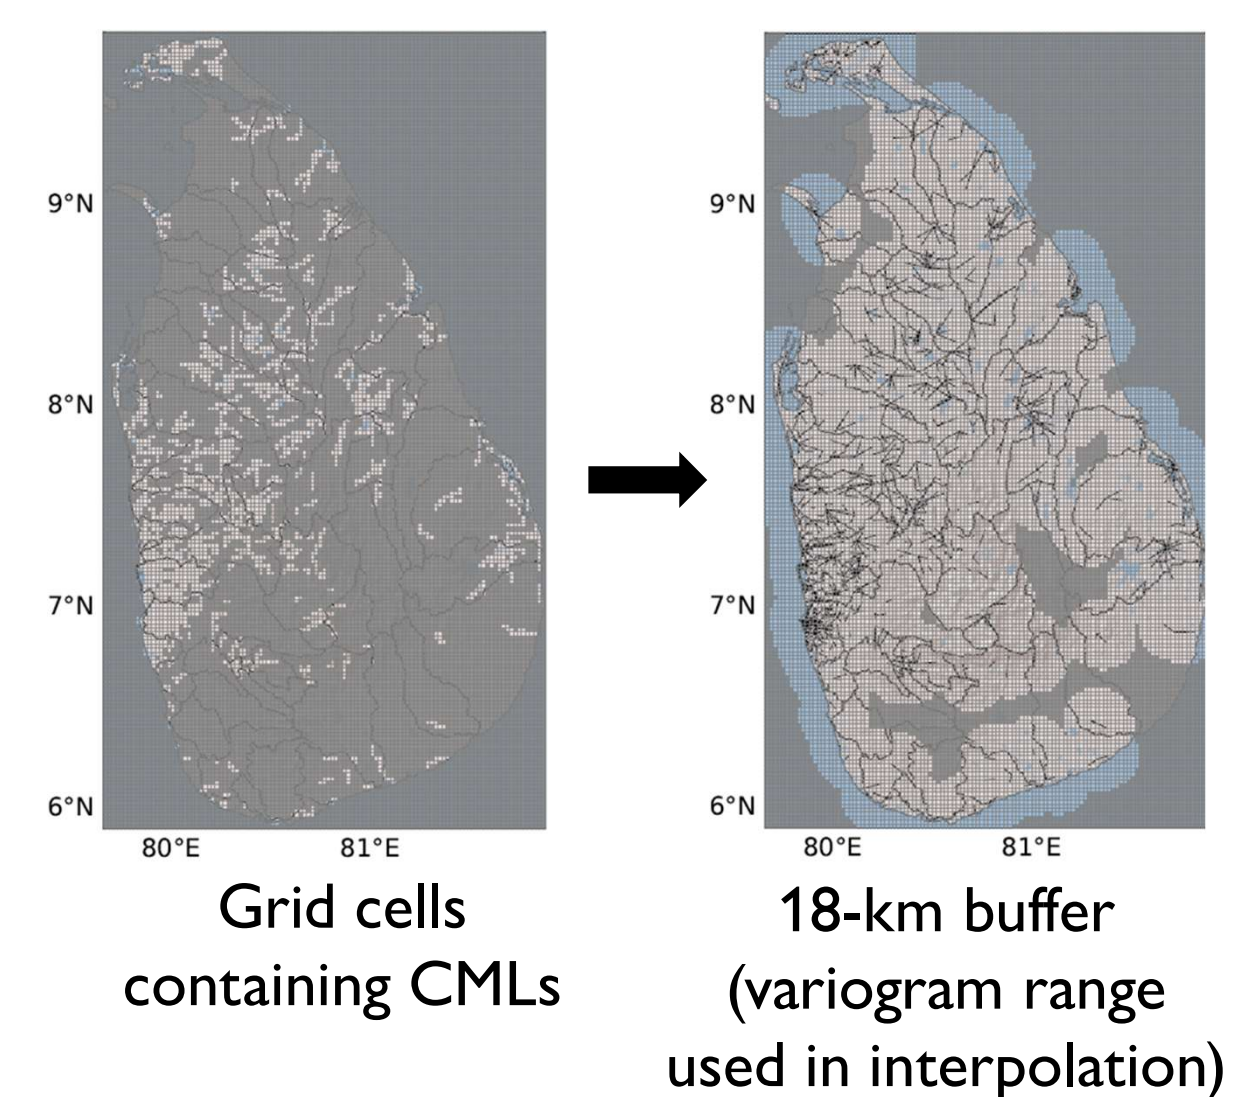 9°N
8°N
7°N
6°N
80°E 81°E
9°N
8°N
7°N
6°N
80°E 81°E
Grid cells
containing CMLs
18-km buffer
(variogram range
used in interpolation)